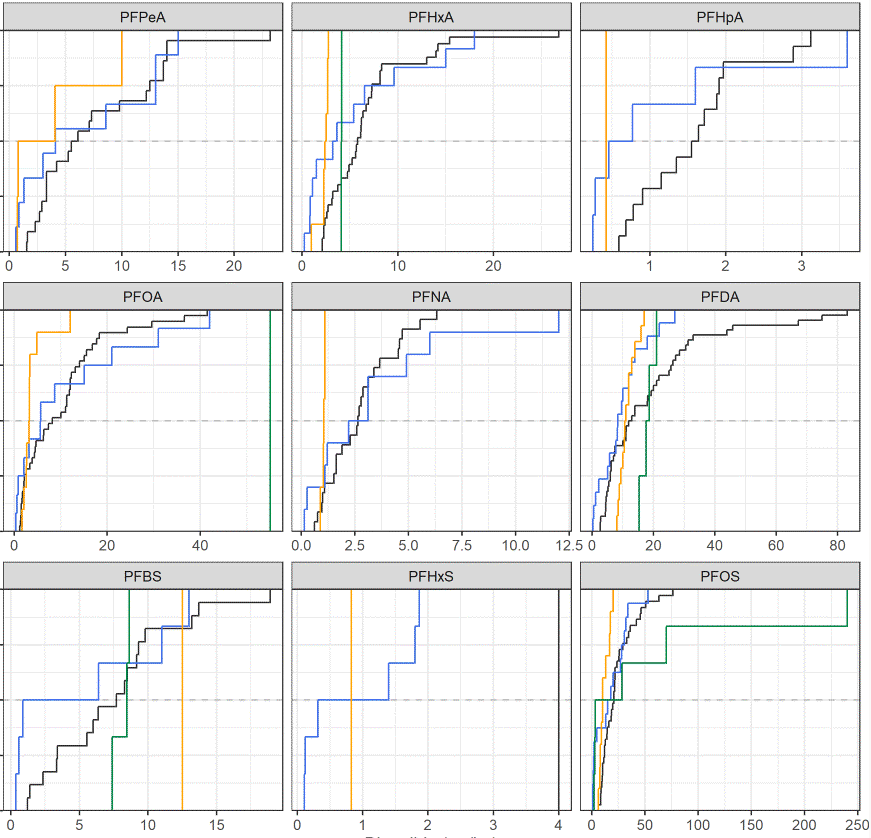 PFPeA PFHxA PFHpA
0 5 10 15 20 0 10 20 1 2 3
PFOA PFNA PFDA
0 20 40 0.0 2.5 5.0 7.5 10.0 12.5 0 20 40 60 80
PFBS PFHxS PFOS
0 5 10 15 0 1 2 3 4 0 50 100 150 200 250